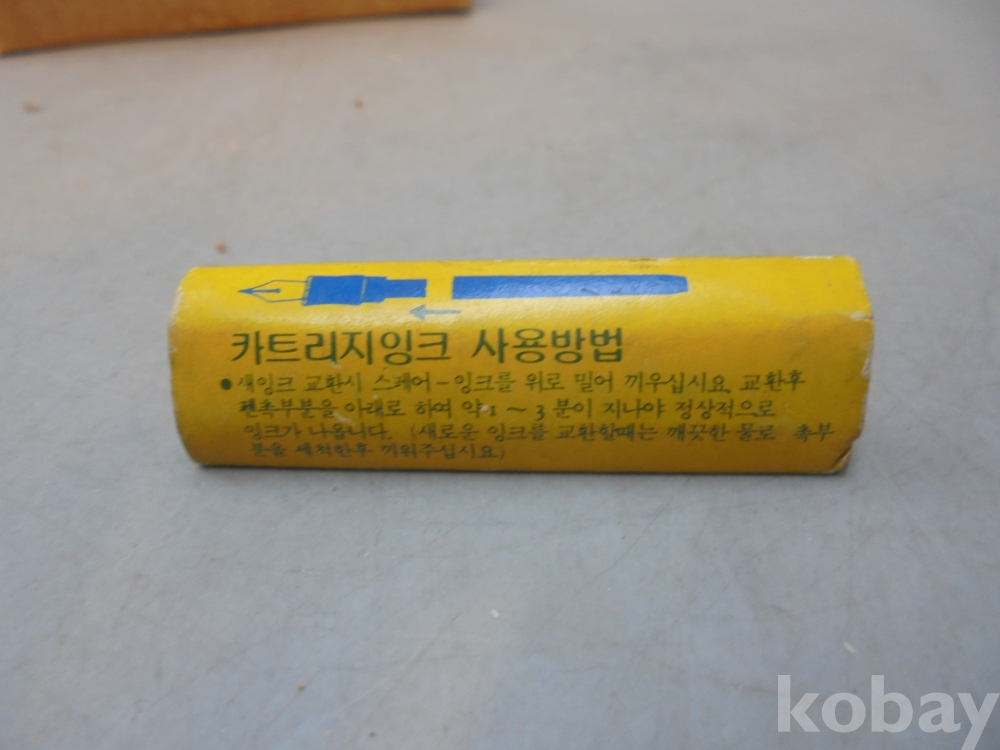 카트리지잉크 사용방법
● 새잉크 교환시 스페어-잉크를 위로 밀어 끼우십시요. 교환후
펜촉부분을 아래로 하여 약1~3분이 지나야 정상적으로
잉크가 나옵니다. (새로운 잉크를 교환할때는 깨끗한 물로 촉부
분을 세척한후 끼워주십시요)
kobay